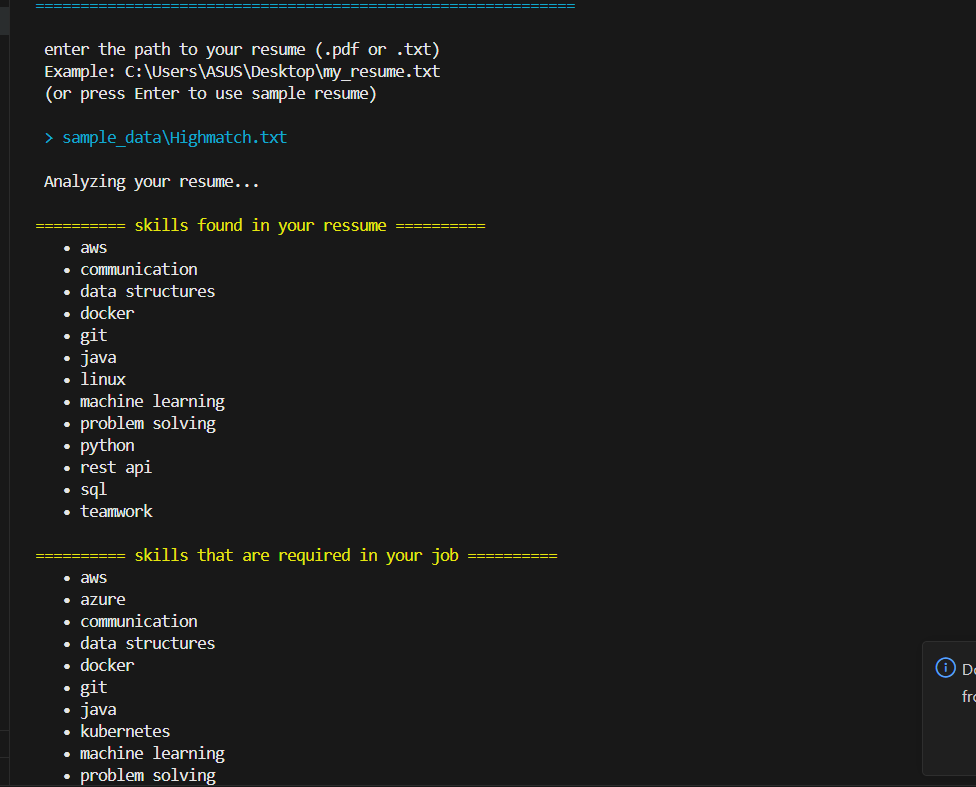 ============================================================
enter the path to your resume (.pdf or .txt)
Example: C:\Users\ASUS\Desktop\my_resume.txt
(or press Enter to use sample resume)
> sample_data\Highmatch.txt
Analyzing your resume...
========== skills found in your ressume ==========
• aws
• communication
• data structures
• docker
• git
• java
• linux
• machine learning
• problem solving
• python
• rest api
• sql
• teamwork
========== skills that are required in your job ==========
• aws
• azure
• communication
• data structures
• docker
• git
• java
• kubernetes
• machine learning
• problem solving